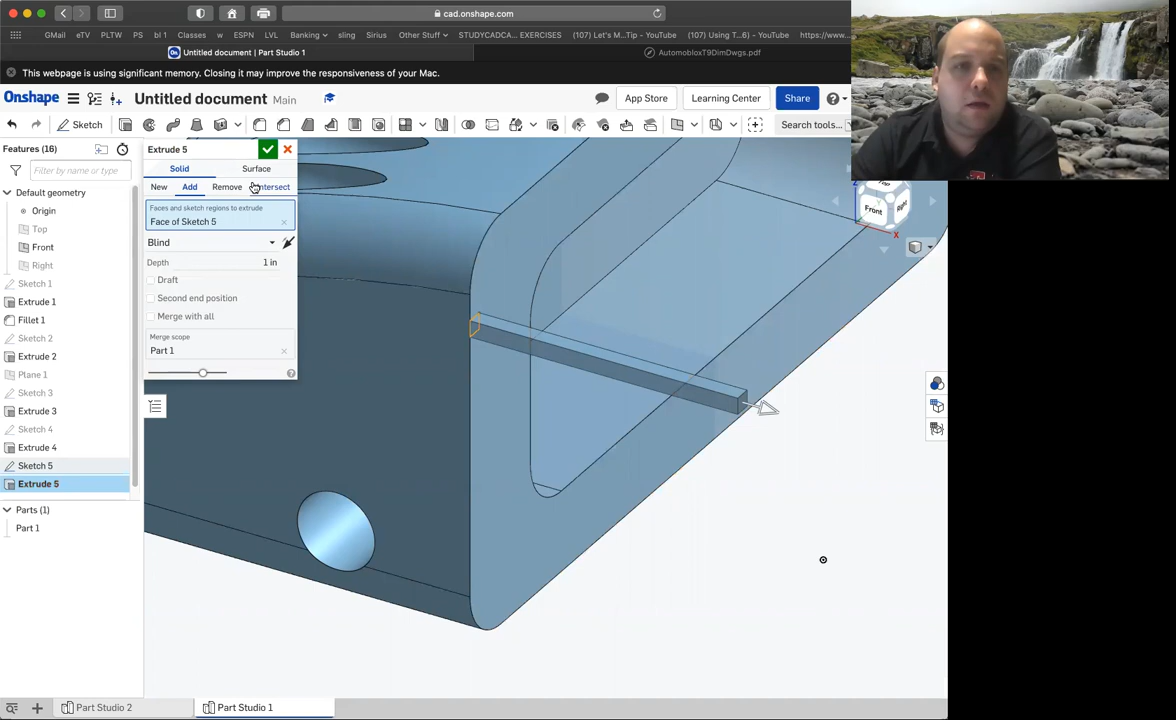 cad.onshape.com
GMail
eTV
PLTW
PS
bl 1
Classes
w
ESPN
LVL
Banking
sling
Sirius
Other Stuff
STUDYCADCA... EXERCISES
(107) Let's M...Tip - YouTube
(107) Using T...6) - YouTube
https://www...
Untitled document | Part Studio 1
AutomobloxT9DimDwgs.pdf
This webpage is using significant memory. Closing it may improve the responsiveness of your Mac.
Onshape
Untitled document
Main
App Store
Learning Center
Share
Sketch
Search tools...
Features (16)
Filter by name or type
Default geometry
Origin
Top
Front
Right
Sketch 1
Extrude 1
Fillet 1
Sketch 2
Extrude 2
Plane 1
Sketch 3
Extrude 3
Sketch 4
Extrude 4
Sketch 5
Extrude 5
Parts (1)
Part 1
Extrude 5
Solid
Surface
New
Add
Remove
Intersect
Faces and sketch regions to extrude
Face of Sketch 5
Blind
Depth
1 in
Draft
Second end position
Merge with all
Merge scope
Part 1
Top
Front
Right
Z
X
Part Studio 2
Part Studio 1